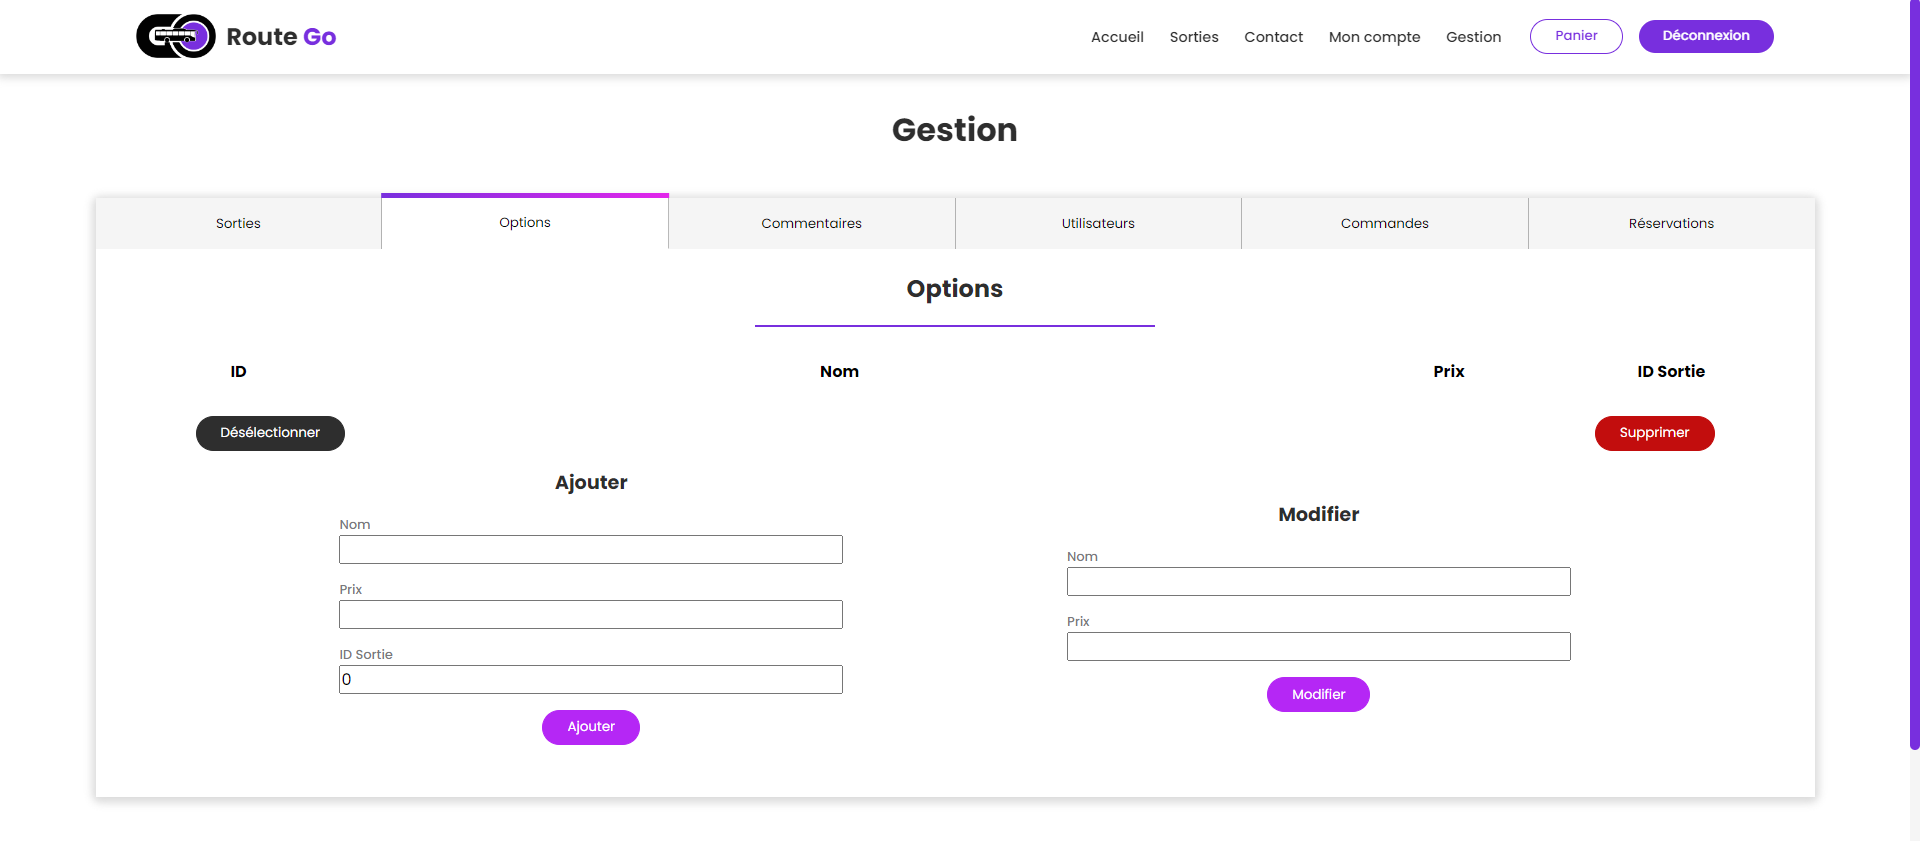 Route Go
Accueil Sorties Contact Mon compte Gestion Panier Déconnexion
Gestion
Sorties Options Commentaires Utilisateurs Commandes Réservations
Options
ID Nom Prix ID Sortie
Désélectionner Supprimer
Ajouter
Nom
Prix
ID Sortie
0
Ajouter
Modifier
Nom
Prix
Modifier